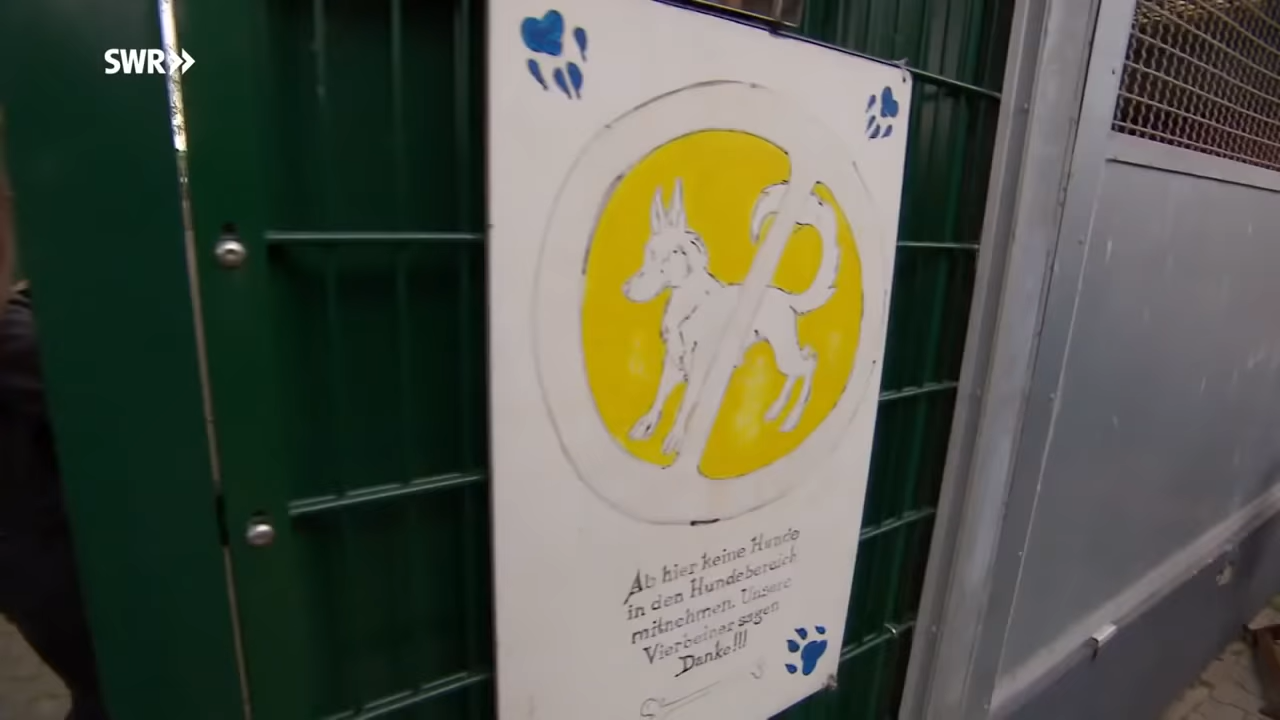 SWR
Ab hier keine Hunde
in den Hundebereich
mitnehmen. Unsere
Vierbeiner sagen
Danke!!!